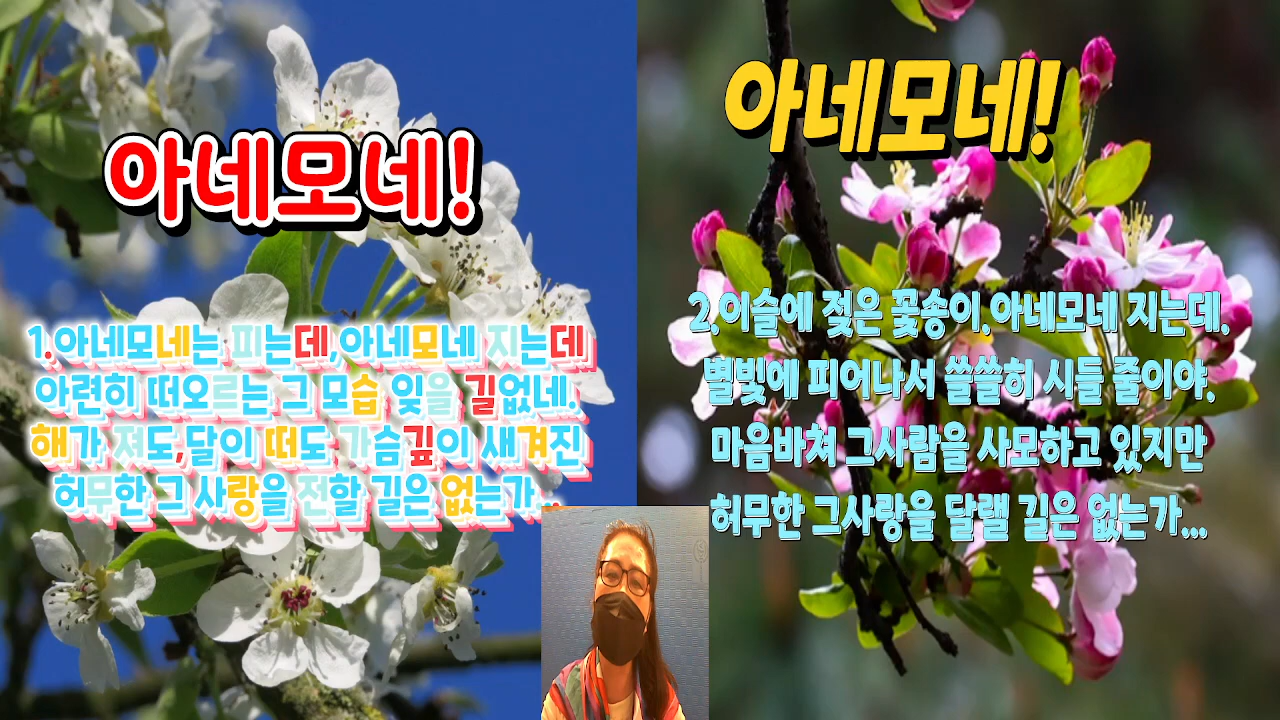 아네모네!
1.아네모네는 피는데,아네모네 지는데
아련히 떠오르는 그 모습 잊을 길없네.
해가 져도,달이 떠도 가슴깊이 새겨진
허무한 그 사랑을 전할 길은 없는가...
아네모네!
2.이슬에 젖은 꽃송이.아네모네 지는데.
별빛에 피어나서 쓸쓸히 시들 줄이야.
마음바쳐 그사람을 사모하고 있지만
허무한 그사랑을 달랠 길은 없는가...